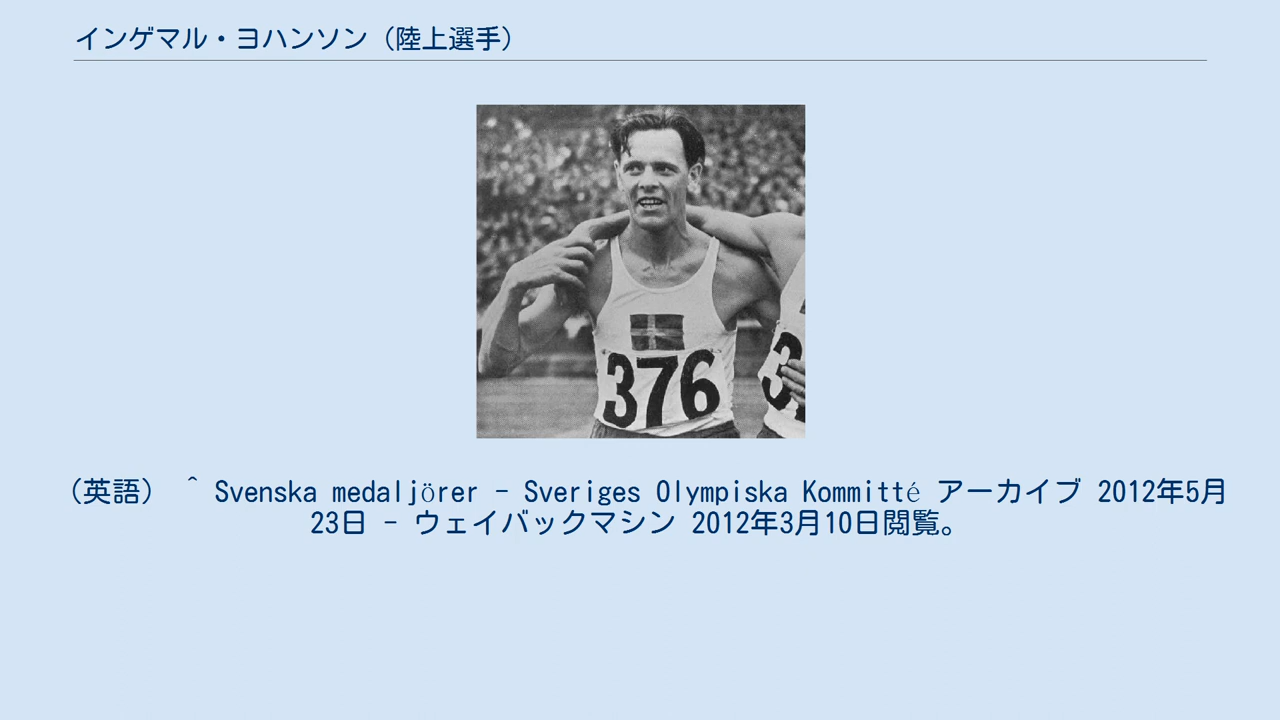 インゲマル・ヨハンソン（陸上選手）
376
3
（英語） ^ Svenska medaljörer - Sveriges Olympiska Kommitté アーカイブ 2012年5月
23日 - ウェイバックマシン 2012年3月10日閲覧。